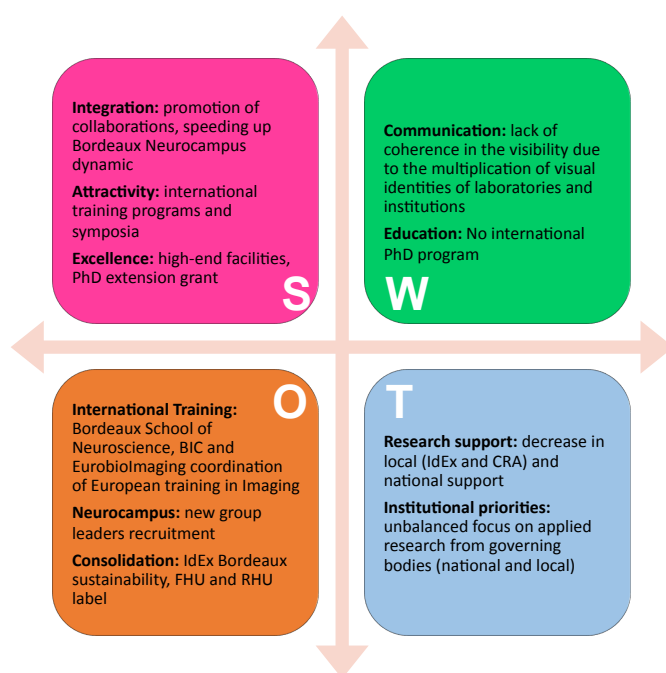 Integration: promotion of
collaborations, speeding up
Bordeaux Neurocampus
dynamic
Attractivity: international
training programs and
symposia
Excellence: high-end facilities,
PhD extension grant
S
Communication: lack of
coherence in the visibility due
to the multiplication of visual
identities of laboratories and
institutions
Education: No international
PhD program
W
O
International Training:
Bordeaux School of
Neuroscience, BIC and
EurobioImaging coordination
of European training in Imaging
Neurocampus: new group
leaders recruitment
Consolidation: IdEx Bordeaux
sustainability, FHU and RHU
label
T
Research support: decrease in
local (IdEx and CRA) and
national support
Institutional priorities:
unbalanced focus on applied
research from governing
bodies (national and local)